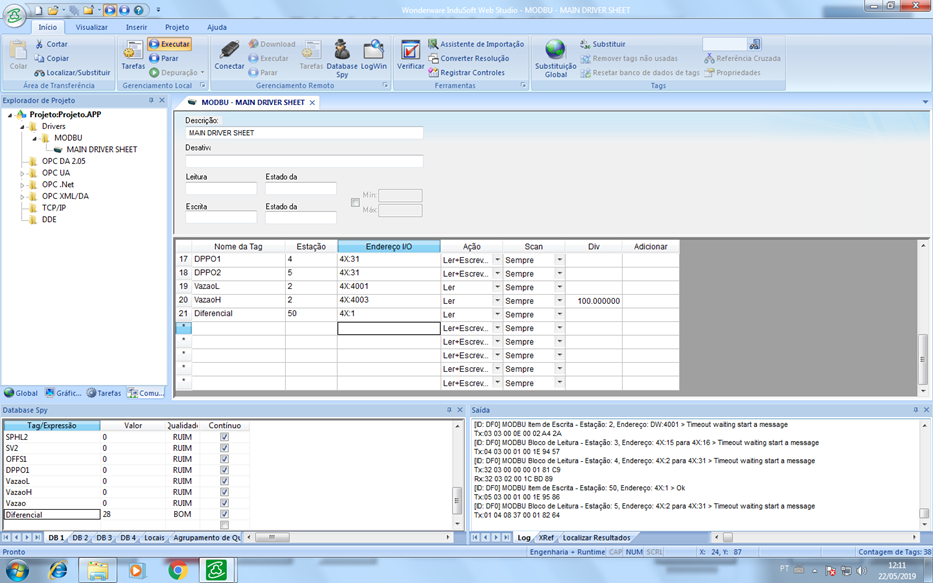 Wonderware InduSoft Web Studio - MODBU - MAIN DRIVER SHEET
Início Visualizar Inserir Projeto Ajuda
Colar
Cortar
Copiar
Localizar/Substituir
Área de Transferência
Tarefas
Executar
Parar
Depuração
Gerenciamento Local
Conectar
Download
Executar
Parar
Tarefas
Database Spy
LogWin
Gerenciamento Remoto
Verificar
Assistente de Importação
Converter Resolução
Registrar Controles
Ferramentas
Substituição Global
Substituir
Remover tags não usadas
Resetar banco de dados de tags
Referência Cruzada
Propriedades
Tags
Explorador de Projeto
Projeto:Projeto.APP
Drivers
MODBU
MAIN DRIVER SHEET
OPC DA 2.05
OPC UA
OPC .Net
OPC XML/DA
TCP/IP
DDE
Global Gráfic... Tarefas Comu...
MODBU - MAIN DRIVER SHEET
Descrição:
MAIN DRIVER SHEET
Desativa
Leitura Estado da
Escrita Estado da
Min:
Máx:
Nome da Tag Estação Endereço I/O Ação Scan Div Adicionar
17 DPPO1 4 4X:31 Ler+Escrev... Sempre
18 DPPO2 5 4X:31 Ler+Escrev... Sempre
19 VazaoL 2 4X:4001 Ler Sempre
20 VazaoH 2 4X:4003 Ler Sempre 100.000000
21 Diferencial 50 4X:1 Ler Sempre
* Ler+Escrev... Sempre
* Ler+Escrev... Sempre
* Ler+Escrev... Sempre
* Ler+Escrev... Sempre
* Ler+Escrev... Sempre
Database Spy
Tag/Expressão Valor Qualidade Contínuo
SPHL2 0 RUIM
SV2 0 RUIM
OFFS1 0 RUIM
DPPO1 0 RUIM
VazaoL 0 RUIM
VazaoH 0 RUIM
Vazao 0 RUIM
Diferencial 28 BOM
DB 1 DB 2 DB 3 DB 4 Locais Agrupamento de Qu
Saída
[ID: DF0] MODBU Item de Escrita - Estação: 2, Endereço: DW:4001 > Timeout waiting start a message
Tx:03 03 00 0E 00 02 A4 2A
[ID: DF0] MODBU Bloco de Leitura - Estação: 3, Endereço: 4X:15 para 4X:16 > Timeout waiting start a message
Tx:04 03 00 01 00 1E 94 57
[ID: DF0] MODBU Bloco de Leitura - Estação: 4, Endereço: 4X:2 para 4X:31 > Timeout waiting start a message
Tx:32 03 00 00 00 01 81 C9
Rx:32 03 02 00 1C BD 89
[ID: DF0] MODBU Item de Escrita - Estação: 50, Endereço: 4X:1 > Ok
Tx:05 03 00 01 00 1E 95 86
[ID: DF0] MODBU Bloco de Leitura - Estação: 5, Endereço: 4X:2 para 4X:31 > Timeout waiting start a message
Tx:01 04 08 37 00 01 82 64
Log XRef Localizar Resultados
Pronto
Engenharia + Runtime CAP NUM SCRL X: 24, Y: 87 Contagem de Tags: 38
PT
12:11
22/05/2019